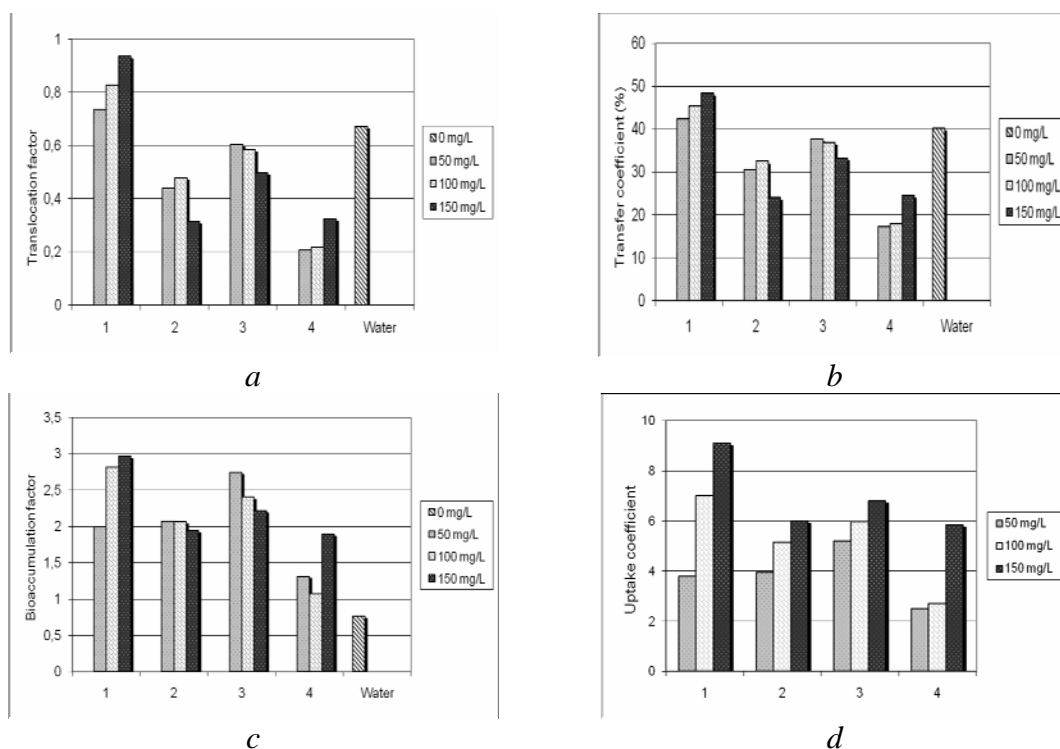 Translocation factor
1
0,8
0,6
0,4
0,2
0
1 2 3 4 Water
0 mg/L
50 mg/L
100 mg/L
150 mg/L
a
Transfer coefficient (%)
60
50
40
30
20
10
0
1 2 3 4 Water
0 mg/L
50 mg/L
100 mg/L
150 mg/L
b
Bioaccumulation factor
3,5
3
2,5
2
1,5
1
0,5
0
1 2 3 4 Water
0 mg/L
50 mg/L
100 mg/L
150 mg/L
c
Uptake coefficient
10
8
6
4
2
0
1 2 3 4
50 mg/L
100 mg/L
150 mg/L
d